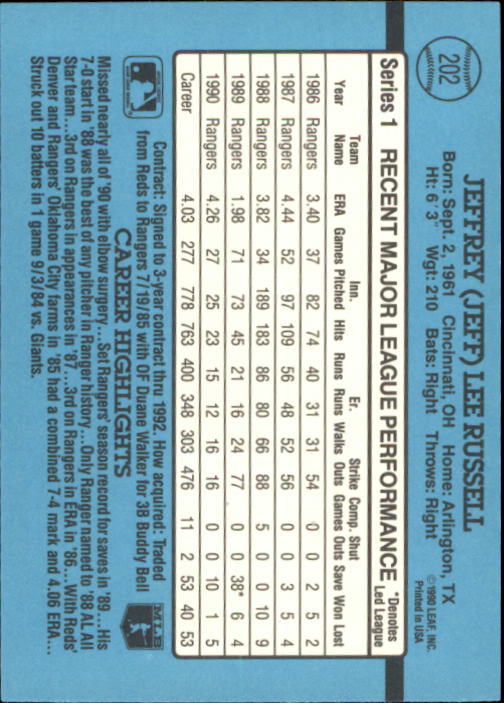 202
JEFFREY (JEFF) LEE RUSSELL
Born: Sept. 2, 1961 Cincinnati, OH Home: Arlington, TX
Ht: 6' 3" Wgt: 210 Bats: Right Throws: Right
©1990 LEAF, INC.
Printed in USA
Series 1 RECENT MAJOR LEAGUE PERFORMANCE *Denotes Led League
Team Inn. Er. Strike Comp. Shut
Year Name ERA Games Pitched Hits Runs Runs Walks Outs Games Outs Save Won Lost
1986 Rangers 3.40 37 82 74 40 31 31 54 0 0 2 5 2
1987 Rangers 4.44 52 97 109 56 48 52 56 0 0 3 5 4
1988 Rangers 3.82 34 189 183 86 80 66 88 5 0 0 10 9
1989 Rangers 1.98 71 73 45 21 16 24 77 0 0 38* 6 4
1990 Rangers 4.26 27 25 23 15 12 16 16 0 0 10 1 5
Career 4.03 277 778 763 400 348 303 476 11 2 53 40 53
Contract: Signed to 3-year contract thru 1992. How acquired: Traded
from Reds to Rangers 7/19/85 with OF Duane Walker for 3B Buddy Bell
CAREER HIGHLIGHTS
Missed nearly all of '90 with elbow surgery... Set Rangers' season record for saves in '89... His
7-0 start in '88 was the best of any pitcher in Ranger history... Only Ranger named to '88 AL All
Star team... 3rd on Rangers in appearances in '87... 3rd on Rangers in ERA in '86... With Reds'
Denver and Rangers' Oklahoma City farms in '85 had a combined 7-4 mark and 4.06 ERA...
Struck out 10 batters in 1 game 9/3/84 vs. Giants.